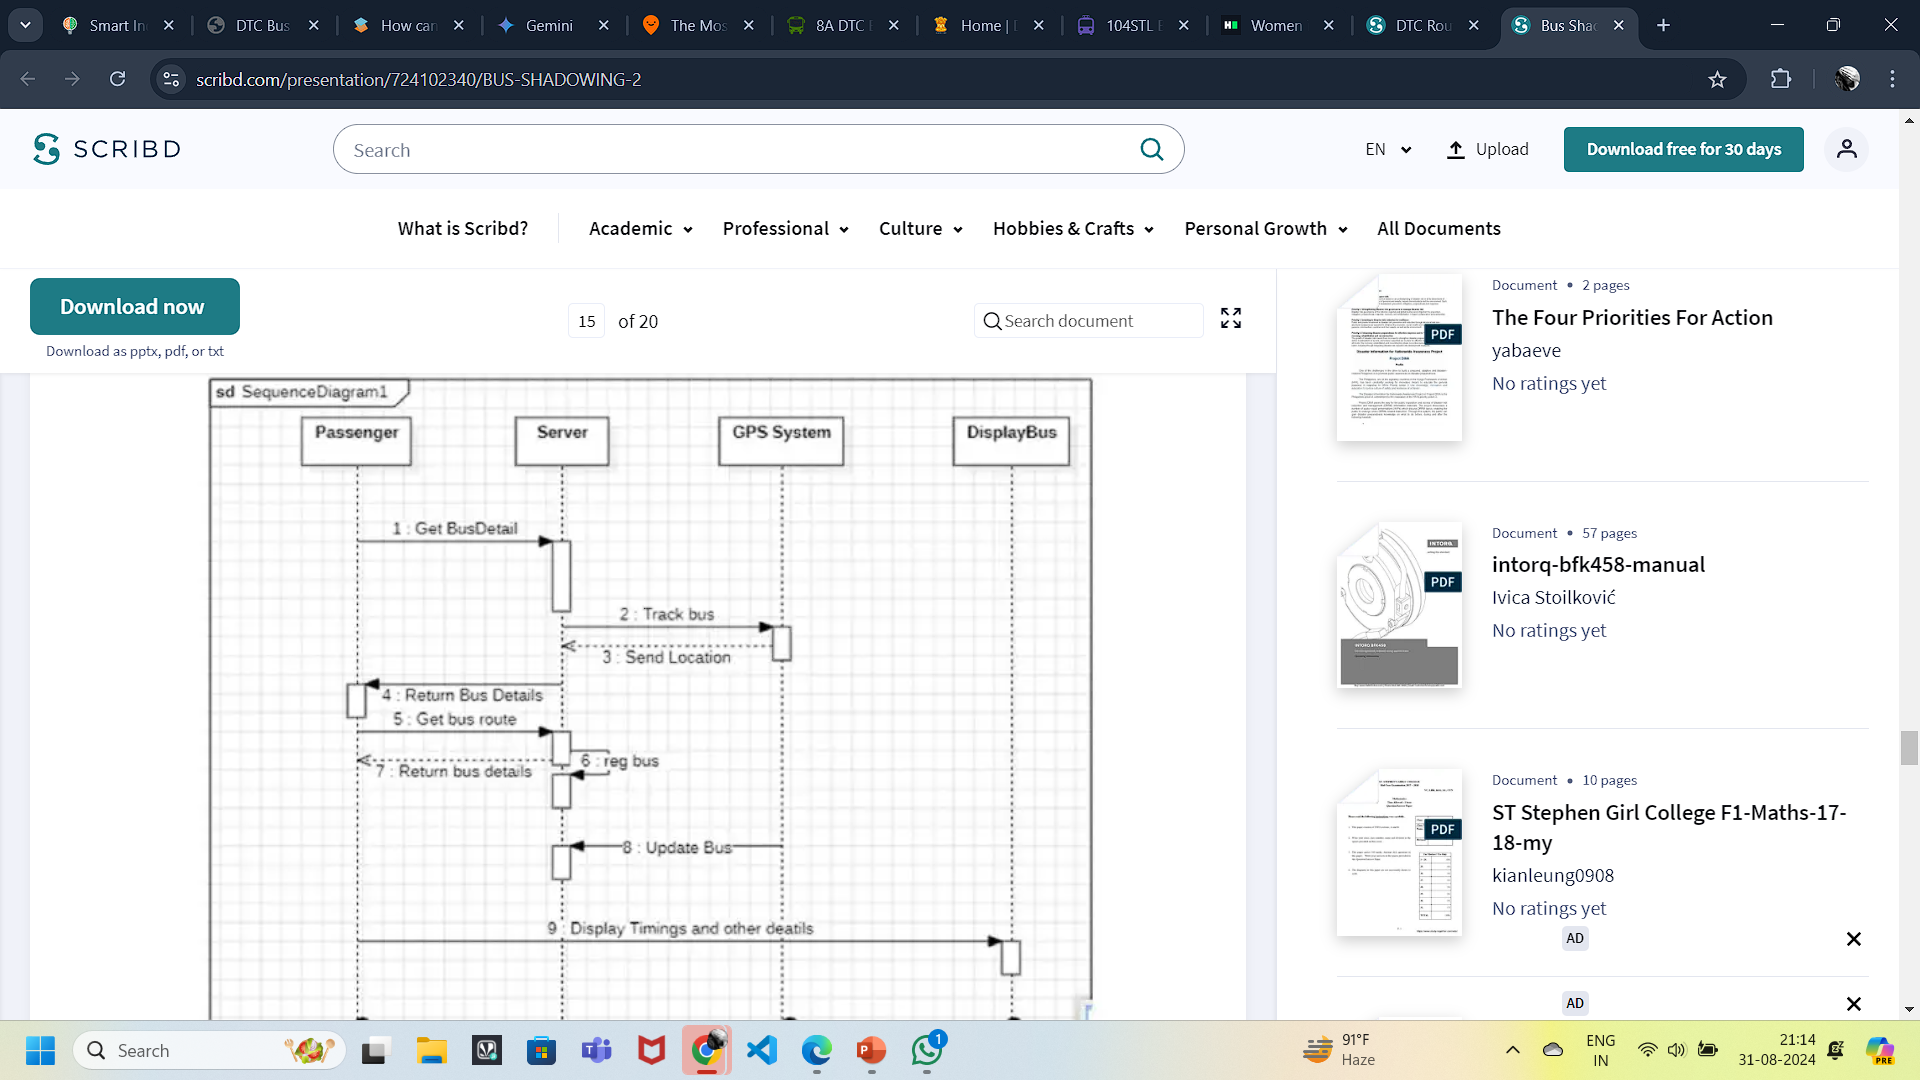 Smart In
DTC Bus
How can
Gemini
The Mos
8A DTC
Home |
104STL
Women
DTC Rou
Bus Shad
scribd.com/presentation/724102340/BUS-SHADOWING-2
SCRIBD
Search
EN
Upload
Download free for 30 days
What is Scribd?
Academic
Professional
Culture
Hobbies & Crafts
Personal Growth
All Documents
Download now
Download as pptx, pdf, or txt
15 of 20
Search document
sd SequenceDiagram1
Passenger
Server
GPS System
DisplayBus
1 : Get BusDetail
2 : Track bus
3 : Send Location
4 : Return Bus Details
5 : Get bus route
6 : reg bus
7 : Return bus details
8 : Update Bus
9 : Display Timings and other deatils
Document • 2 pages
The Four Priorities For Action
PDF
yabaeve
No ratings yet
Document • 57 pages
INTORQ
intorq-bfk458-manual
PDF
Ivica Stoilković
No ratings yet
Document • 10 pages
ST Stephen Girl College F1-Maths-17-
18-my
PDF
kianleung0908
No ratings yet
AD
AD
Search
1
91°F
Haze
ENG
IN
21:14
31-08-2024
PRE